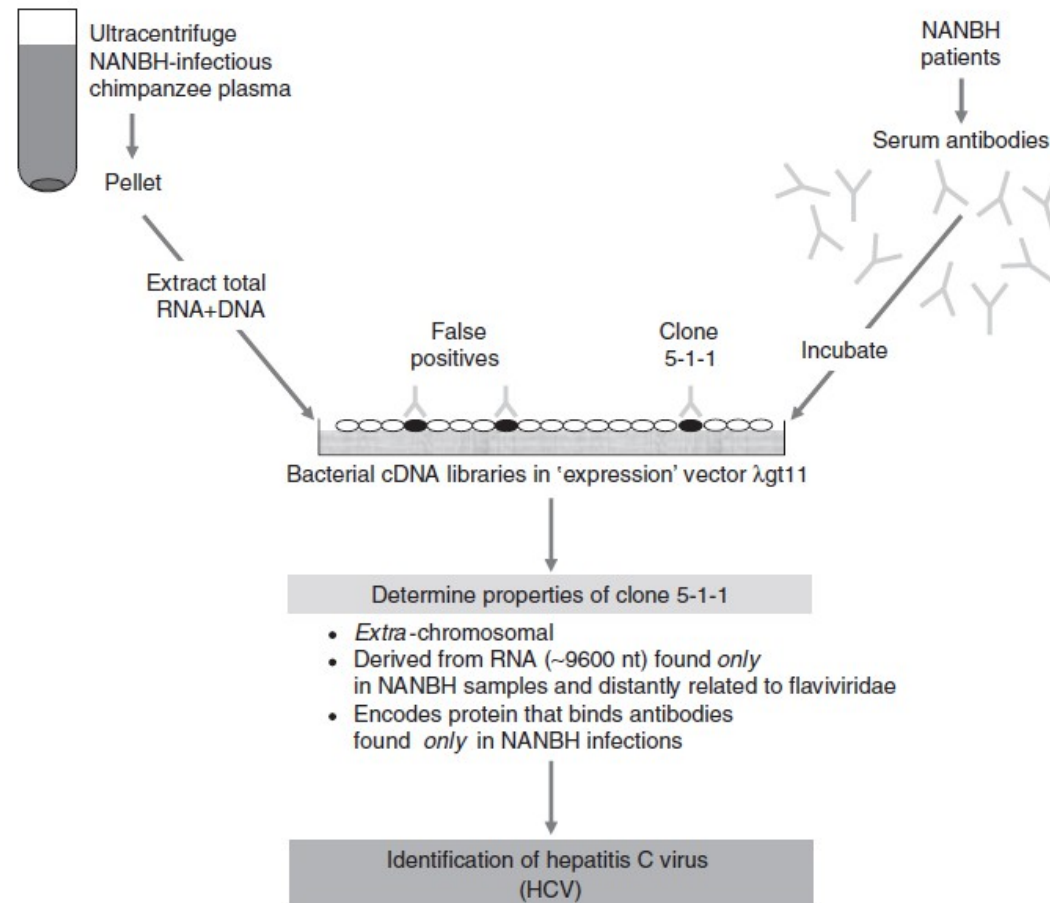 Ultracentrifuge
NANBH-infectious
chimpanzee plasma
Pellet
Extract total
RNA+DNA
NANBH
patients
Serum antibodies
Incubate
False
positives
Clone
5-1-1
Bacterial cDNA libraries in ‘expression’ vector λgt11
Determine properties of clone 5-1-1
• Extra-chromosomal
• Derived from RNA (~9600 nt) found only
in NANBH samples and distantly related to flaviviridae
• Encodes protein that binds antibodies
found only in NANBH infections
Identification of hepatitis C virus
(HCV)